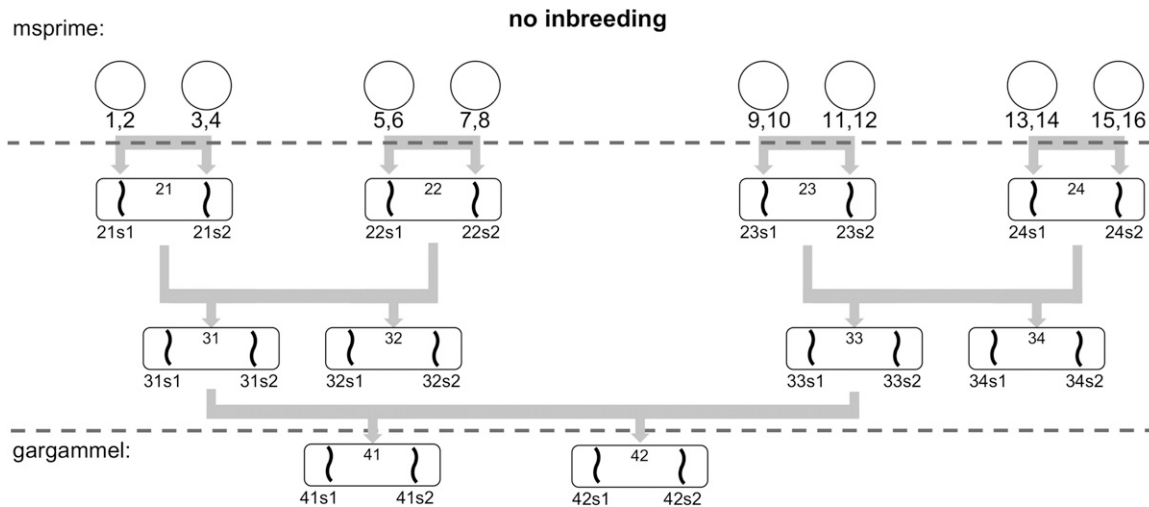 no inbreeding
msprime:
1,2 3,4 5,6 7,8 9,10 11,12 13,14 15,16
21 22 23 24
21s1 21s2 22s1 22s2 23s1 23s2 24s1 24s2
31 32 33 34
31s1 31s2 32s1 32s2 33s1 33s2 34s1 34s2
gargammel:
41 42
41s1 41s2 42s1 42s2